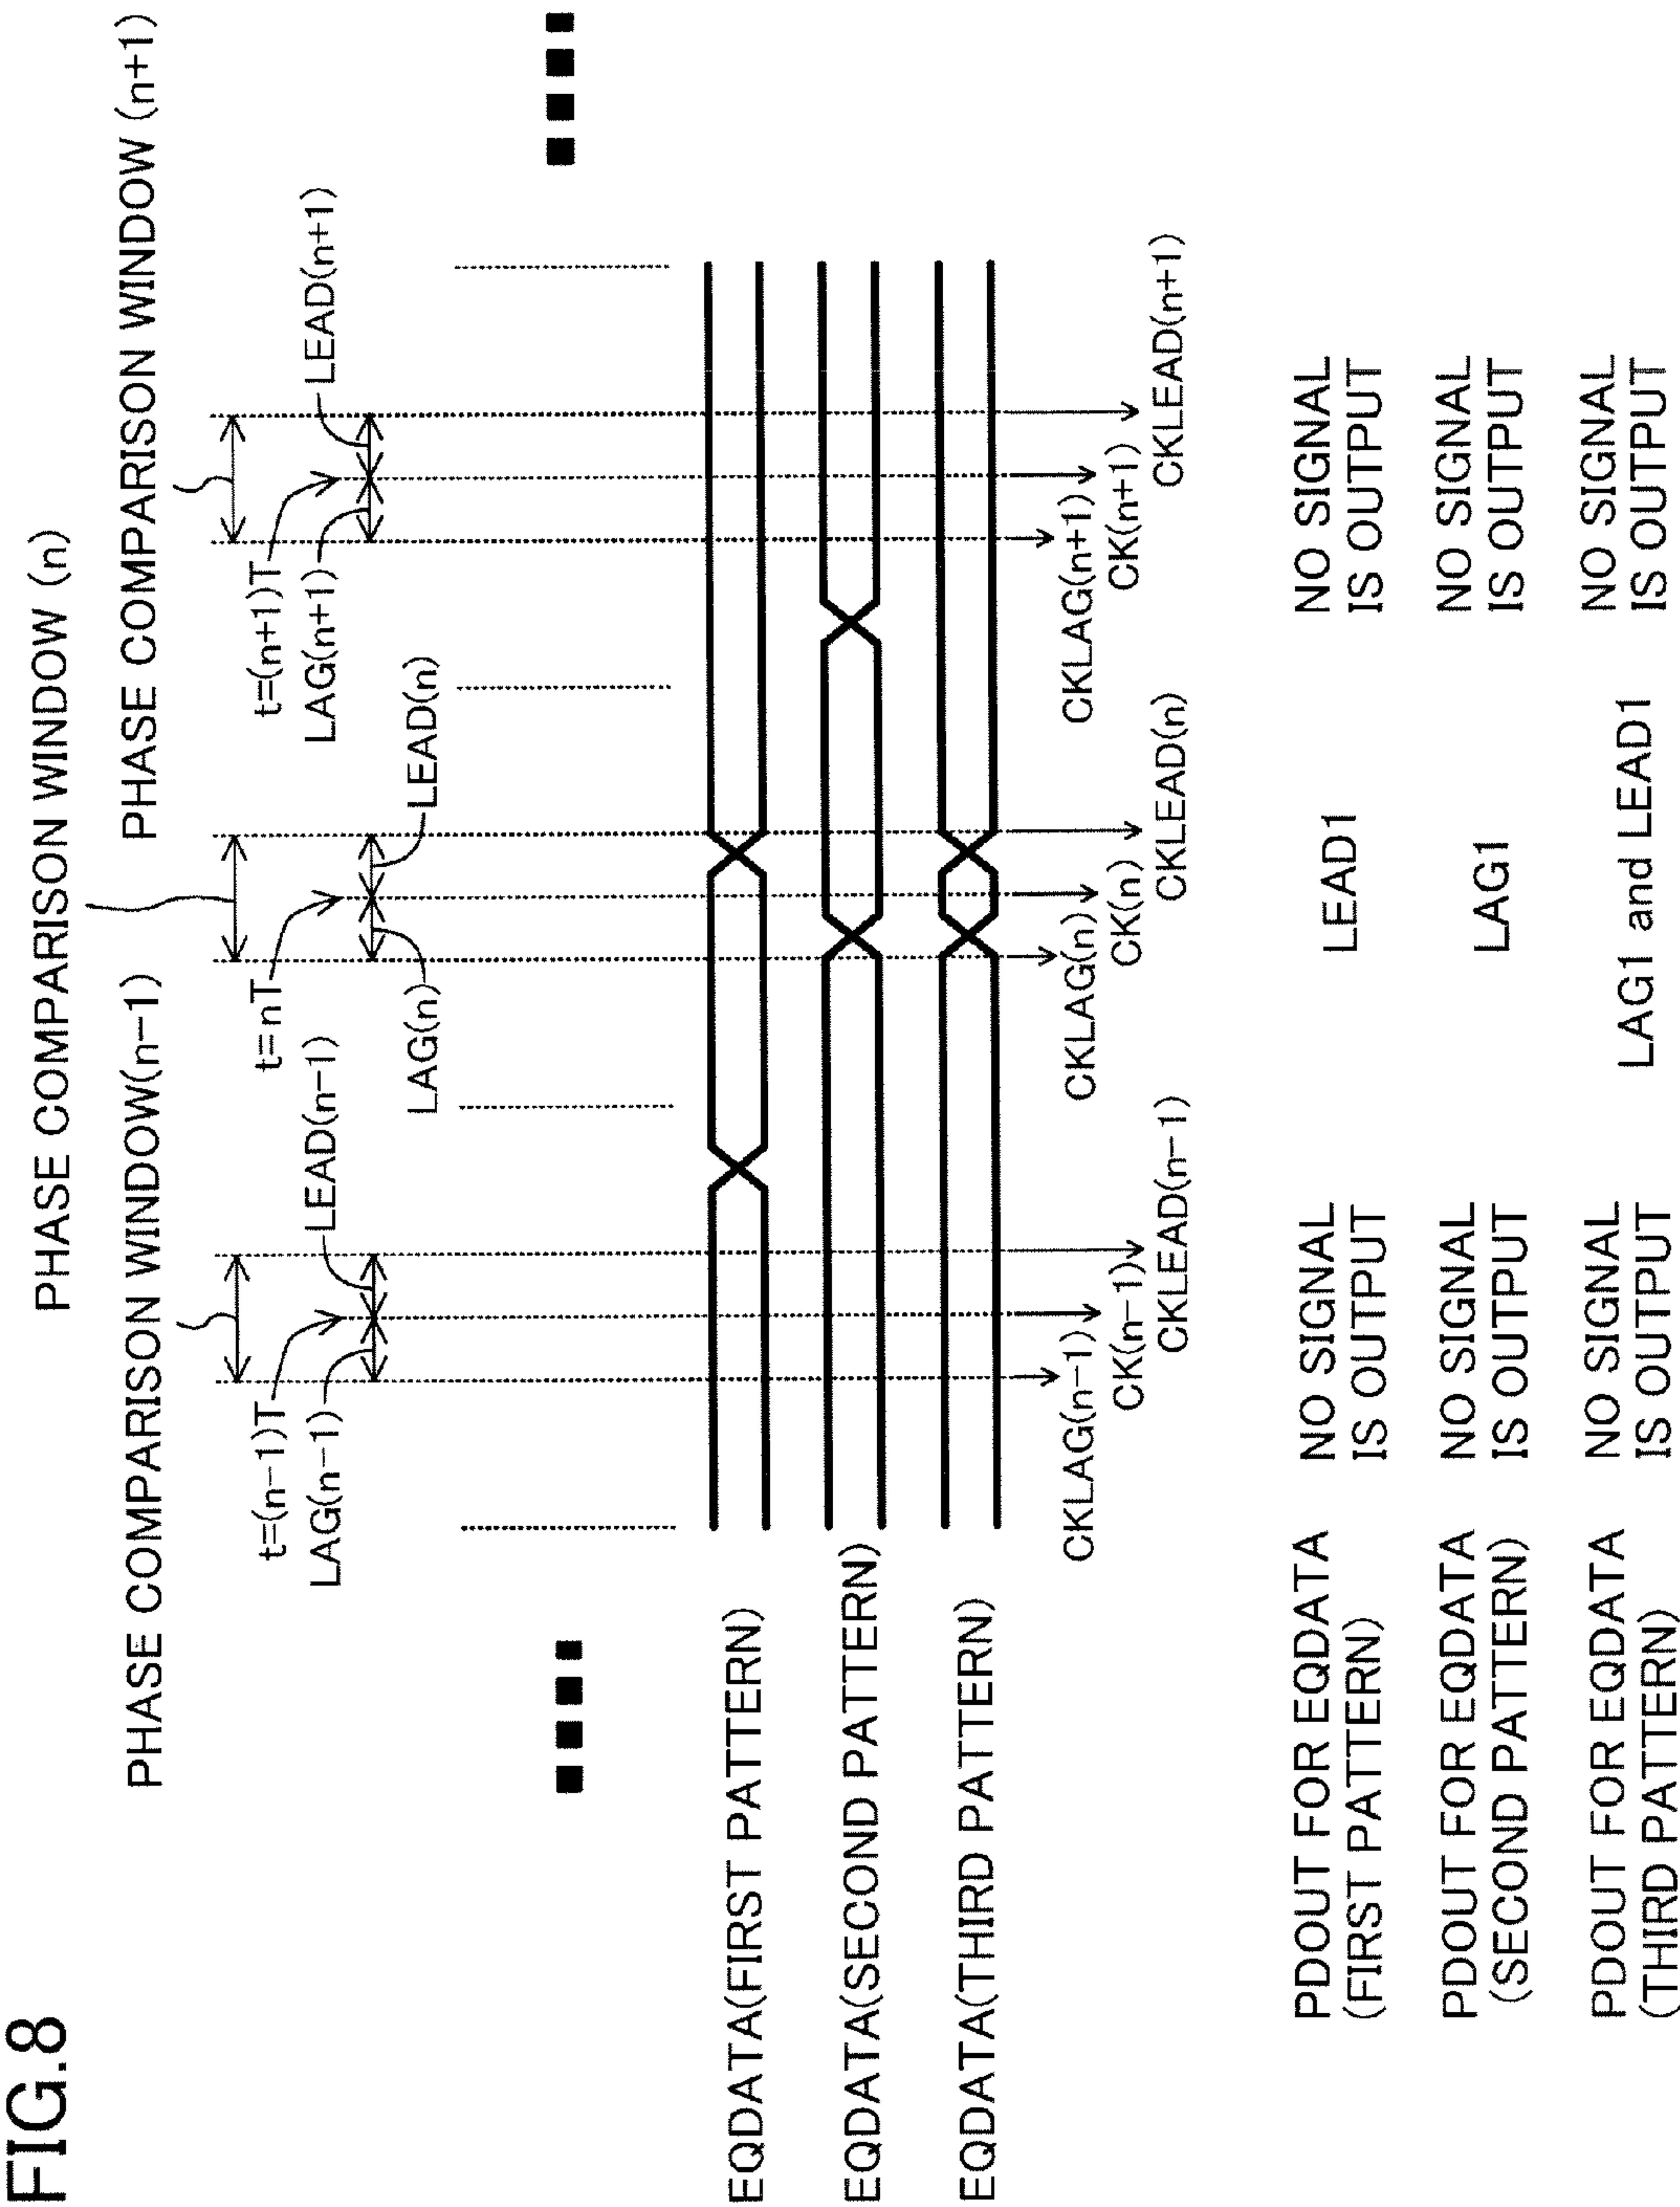 FIG.8
PHASE COMPARISON WINDOW (n)
PHASE COMPARISON WINDOW(n-1)
PHASE COMPARISON WINDOW (n+1)
t=(n-1)T
LAG(n-1)
LEAD(n-1)
t=nT
LAG(n)
LEAD(n)
t=(n+1)T
LAG(n+1)
LEAD(n+1)
EQDATA(FIRST PATTERN)
EQDATA(SECOND PATTERN)
EQDATA(THIRD PATTERN)
CKLAG(n-1)
CK(n-1)
CKLEAD(n-1)
CKLAG(n)
CK(n)
CKLEAD(n)
CKLAG(n+1)
CK(n+1)
CKLEAD(n+1)
PDOUT FOR EQDATA
(FIRST PATTERN)
NO SIGNAL
IS OUTPUT
LEAD1
NO SIGNAL
IS OUTPUT
PDOUT FOR EQDATA
(SECOND PATTERN)
NO SIGNAL
IS OUTPUT
LAG1
NO SIGNAL
IS OUTPUT
PDOUT FOR EQDATA
(THIRD PATTERN)
NO SIGNAL
IS OUTPUT
LAG1 and LEAD1
NO SIGNAL
IS OUTPUT